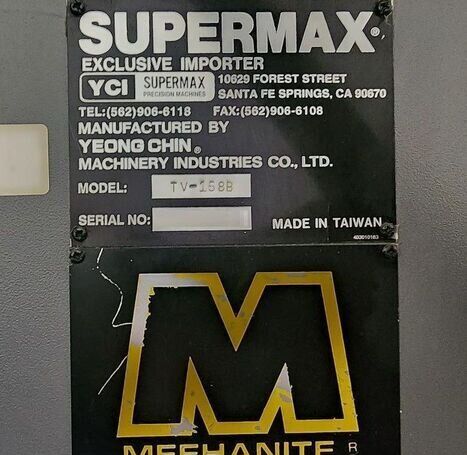 SUPERMAX®
EXCLUSIVE IMPORTER
YCI SUPERMAX 10629 FOREST STREET
PRECISION MACHINES SANTA FE SPRINGS, CA 90670
TEL:(562)906-6118 FAX:(562)906-6108
MANUFACTURED BY
YEONG CHIN®
MACHINERY INDUSTRIES CO., LTD.
MODEL: TV-158B
SERIAL NO:
MADE IN TAIWAN
493010163
M
MEEHANITE R